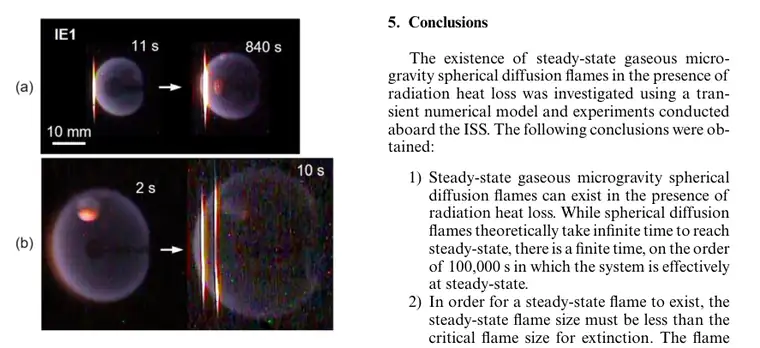 IE1
11 s
840 s
(a)
10 mm
2 s
10 s
(b)
5. Conclusions
The existence of steady-state gaseous micro-
gravity spherical diffusion flames in the presence of
radiation heat loss was investigated using a tran-
sient numerical model and experiments conducted
aboard the ISS. The following conclusions were ob-
tained:
1) Steady-state gaseous microgravity spherical
diffusion flames can exist in the presence of
radiation heat loss. While spherical diffusion
flames theoretically take infinite time to reach
steady-state, there is a finite time, on the order
of 100,000 s in which the system is effectively
at steady-state.
2) In order for a steady-state flame to exist, the
steady-state flame size must be less than the
critical flame size for extinction. The flame